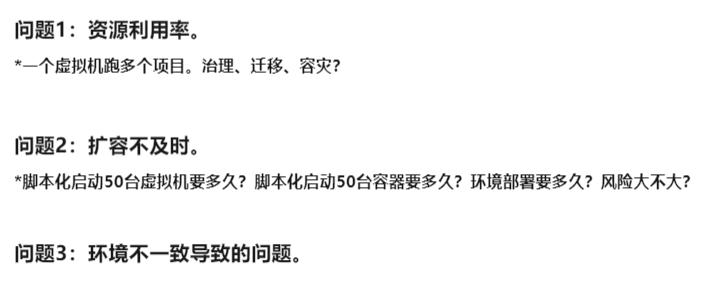 问题1：资源利用率。
*一个虚拟机跑多个项目。治理、迁移、容灾？
问题2：扩容不及时。
*脚本化启动50台虚拟机要多久？脚本化启动50台容器要多久？环境部署要多久？风险大不大？
问题3：环境不一致导致的问题。